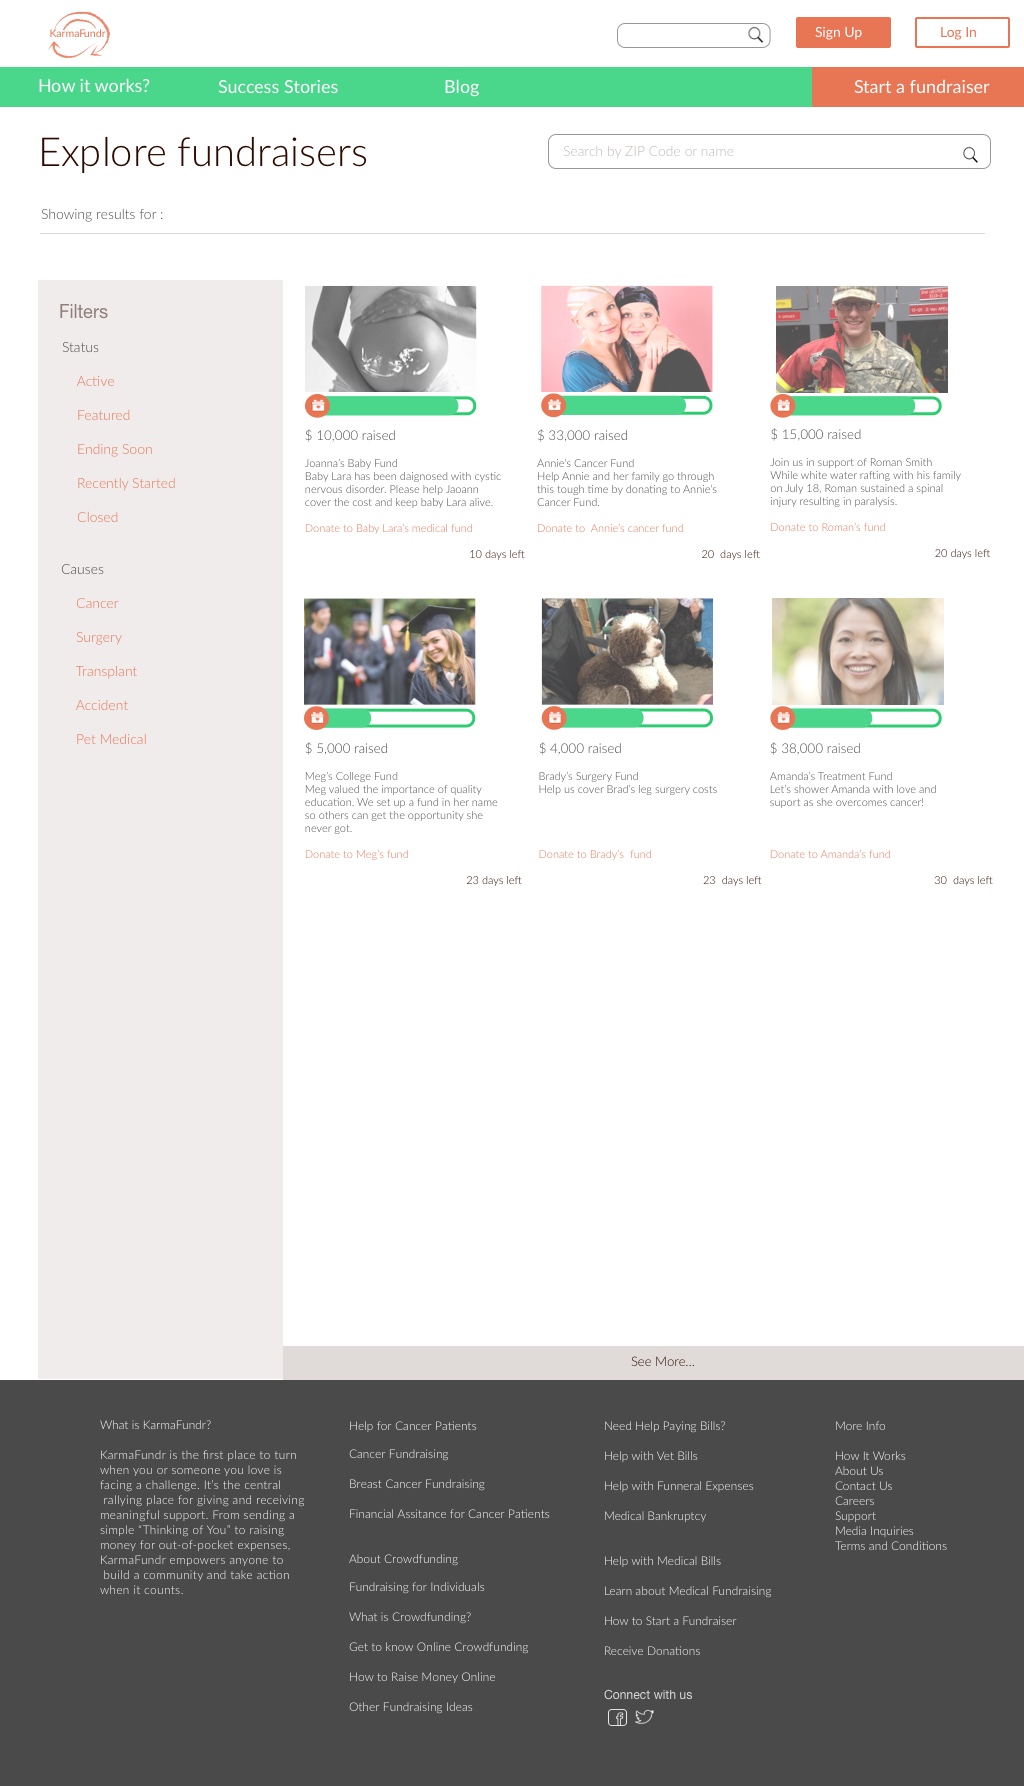 KarmaFundr
Sign Up
Log In
How it works?
Success Stories
Blog
Start a fundraiser
Explore fundraisers
Search by ZIP Code or name
Showing results for :
Filters
Status
Active
Featured
Ending Soon
Recently Started
Closed
Causes
Cancer
Surgery
Transplant
Accident
Pet Medical
$ 10,000 raised
Joanna's Baby Fund
Baby Lara has been daignosed with cystic
nervous disorder. Please help Jaoann
cover the cost and keep baby Lara alive.
Donate to Baby Lara's medical fund
10 days left
$ 33,000 raised
Annie's Cancer Fund
Help Annie and her family go through
this tough time by donating to Annie's
Cancer Fund.
Donate to  Annie's cancer fund
20  days left
$ 15,000 raised
Join us in support of Roman Smith
While white water rafting with his family
on July 18, Roman sustained a spinal
injury resulting in paralysis.
Donate to Roman's fund
20 days left
$ 5,000 raised
Meg's College Fund
Meg valued the importance of quality
education. We set up a fund in her name
so others can get the opportunity she
never got.
Donate to Meg's fund
23 days left
$ 4,000 raised
Brady's Surgery Fund
Help us cover Brad's leg surgery costs
Donate to Brady's  fund
23  days left
$ 38,000 raised
Amanda's Treatment Fund
Let's shower Amanda with love and
suport as she overcomes cancer!
Donate to Amanda's fund
30  days left
See More...
What is KarmaFundr?
KarmaFundr is the first place to turn
when you or someone you love is
facing a challenge. It's the central
rallying place for giving and receiving
meaningful support. From sending a
simple “Thinking of You” to raising
money for out-of-pocket expenses,
KarmaFundr empowers anyone to
build a community and take action
when it counts.
Help for Cancer Patients
Cancer Fundraising
Breast Cancer Fundraising
Financial Assitance for Cancer Patients
About Crowdfunding
Fundraising for Individuals
What is Crowdfunding?
Get to know Online Crowdfunding
How to Raise Money Online
Other Fundraising Ideas
Need Help Paying Bills?
Help with Vet Bills
Help with Funneral Expenses
Medical Bankruptcy
Help with Medical Bills
Learn about Medical Fundraising
How to Start a Fundraiser
Receive Donations
Connect with us
More Info
How It Works
About Us
Contact Us
Careers
Support
Media Inquiries
Terms and Conditions